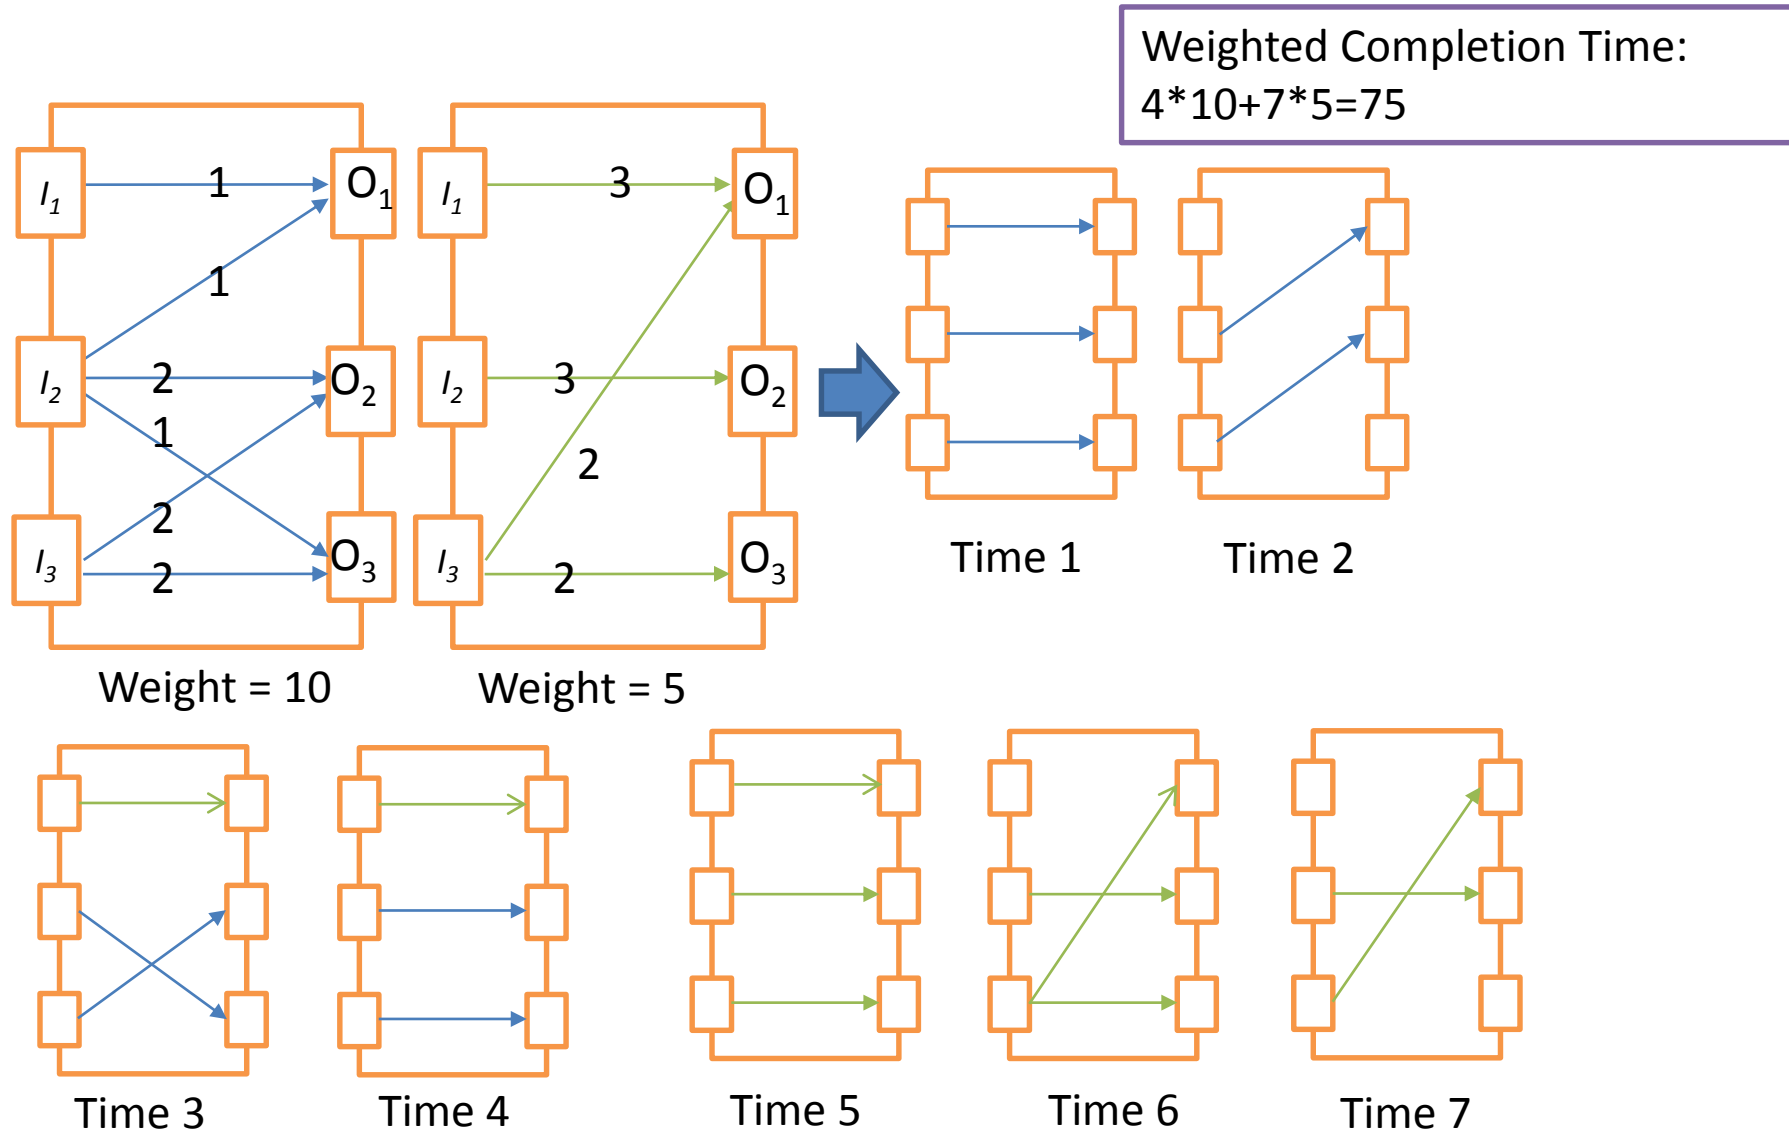 Weighted Completion Time:
4*10+7*5=75
I1 1 O1
1
I2 2 O2
1
2
I3 2 O3
Weight = 10
I1 3 O1
I2 3 O2
2
I3 2 O3
Weight = 5
Time 1
Time 2
Time 3
Time 4
Time 5
Time 6
Time 7